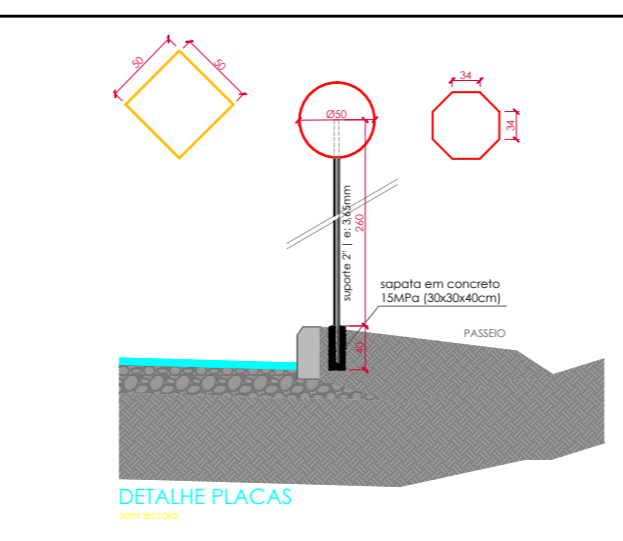 50
50
Ø50
34
34
suporte 2" | e: 3.65mm
260
sapata em concreto
15MPa (30x30x40cm)
PASSEIO
40
DETALHE PLACAS
sem escala